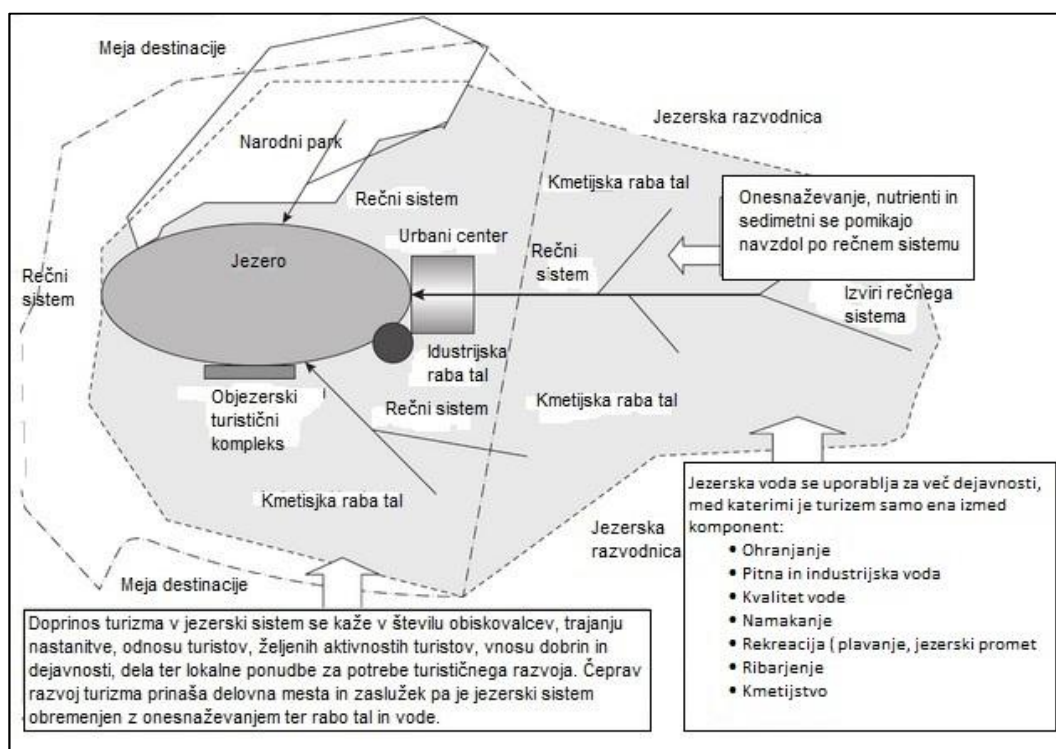 Meja destinacije
Jezerska razvodnica
Narodni park
Kmetijska raba tal
Rečni sistem
Onesnaževanje, nutrienti in
sedimetni se pomikajo
navzdol po rečnem sistemu
Urbani center
Rečni
sistem
Jezero
Rečni
sistem
Izviri rečnega
sistema
Idustrijska
raba tal
Objezerski
turistični
kompleks
Rečni sistem
Kmetijska raba tal
Kmetisjka raba tal
Jezerska
razvodnica
Meja destinacije
Jezerska voda se uporablja za več dejavnosti,
med katerimi je turizem samo ena izmed
komponent:
• Ohranjanje
• Pitna in industrijska voda
• Kvalitet vode
• Namakanje
• Rekreacija ( plavanje, jezerski promet
• Ribarjenje
• Kmetijstvo
Doprinos turizma v jezerski sistem se kaže v številu obiskovalcev, trajanju
nastanitve, odnosu turistov, željenih aktivnostih turistov, vnosu dobrin in
dejavnosti, dela ter lokalne ponudbe za potrebe turističnega razvoja. Čeprav
razvoj turizma prinaša delovna mesta in zaslužek pa je jezerski sistem
obremenjen z onesnaževanjem ter rabo tal in vode.